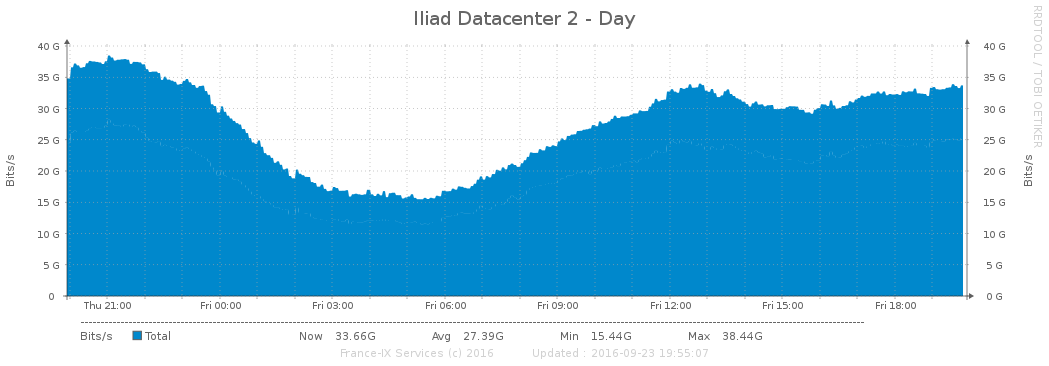 Iliad Datacenter 2 - Day
RRDTOOL / TOBI OETIKER
40 G 40 G
35 G 35 G
30 G 30 G
25 G 25 G
20 G 20 G
15 G 15 G
10 G 10 G
5 G 5 G
0 0 G
Bits/s Bits/s
Thu 21:00 Fri 00:00 Fri 03:00 Fri 06:00 Fri 09:00 Fri 12:00 Fri 15:00 Fri 18:00
Bits/s Total Now 33.66G Avg 27.39G Min 15.44G Max 38.44G
France-IX Services (c) 2016 Updated : 2016-09-23 19:55:07